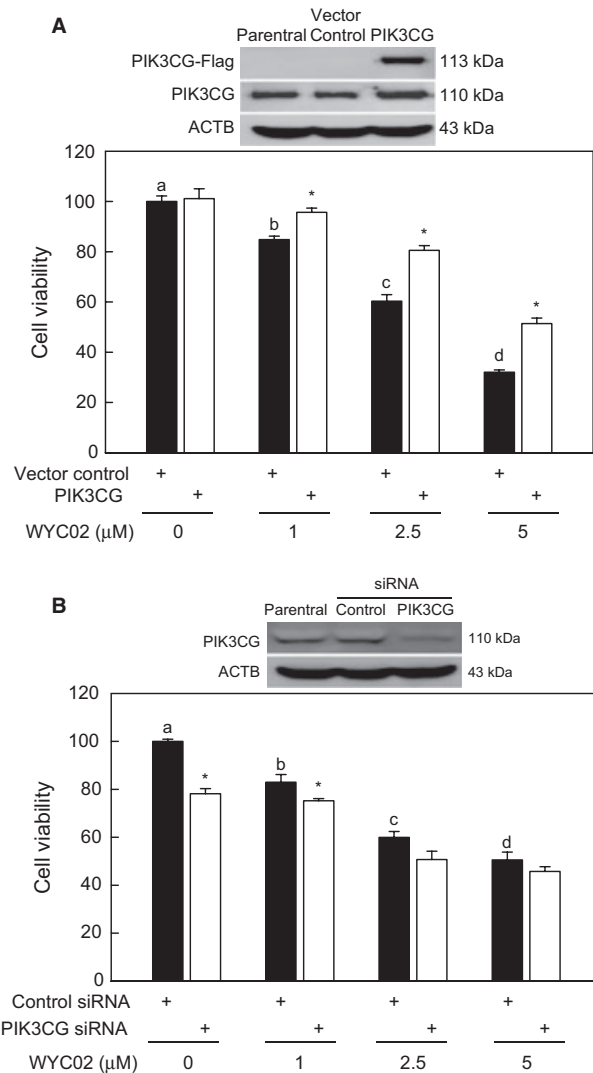 A
Vector
Parentral Control PIK3CG
PIK3CG-Flag 113 kDa
PIK3CG 110 kDa
ACTB 43 kDa
120
100
80
60
40
20
0
Cell viability
a
*
b
*
c
*
d
*
Vector control + + + +
PIK3CG + + + +
WYC02 (μM) 0 1 2.5 5
B
siRNA
Parentral Control PIK3CG
PIK3CG 110 kDa
ACTB 43 kDa
120
100
80
60
40
20
0
Cell viability
a
*
b
*
c
d
Control siRNA + + + +
PIK3CG siRNA + + + +
WYC02 (μM) 0 1 2.5 5